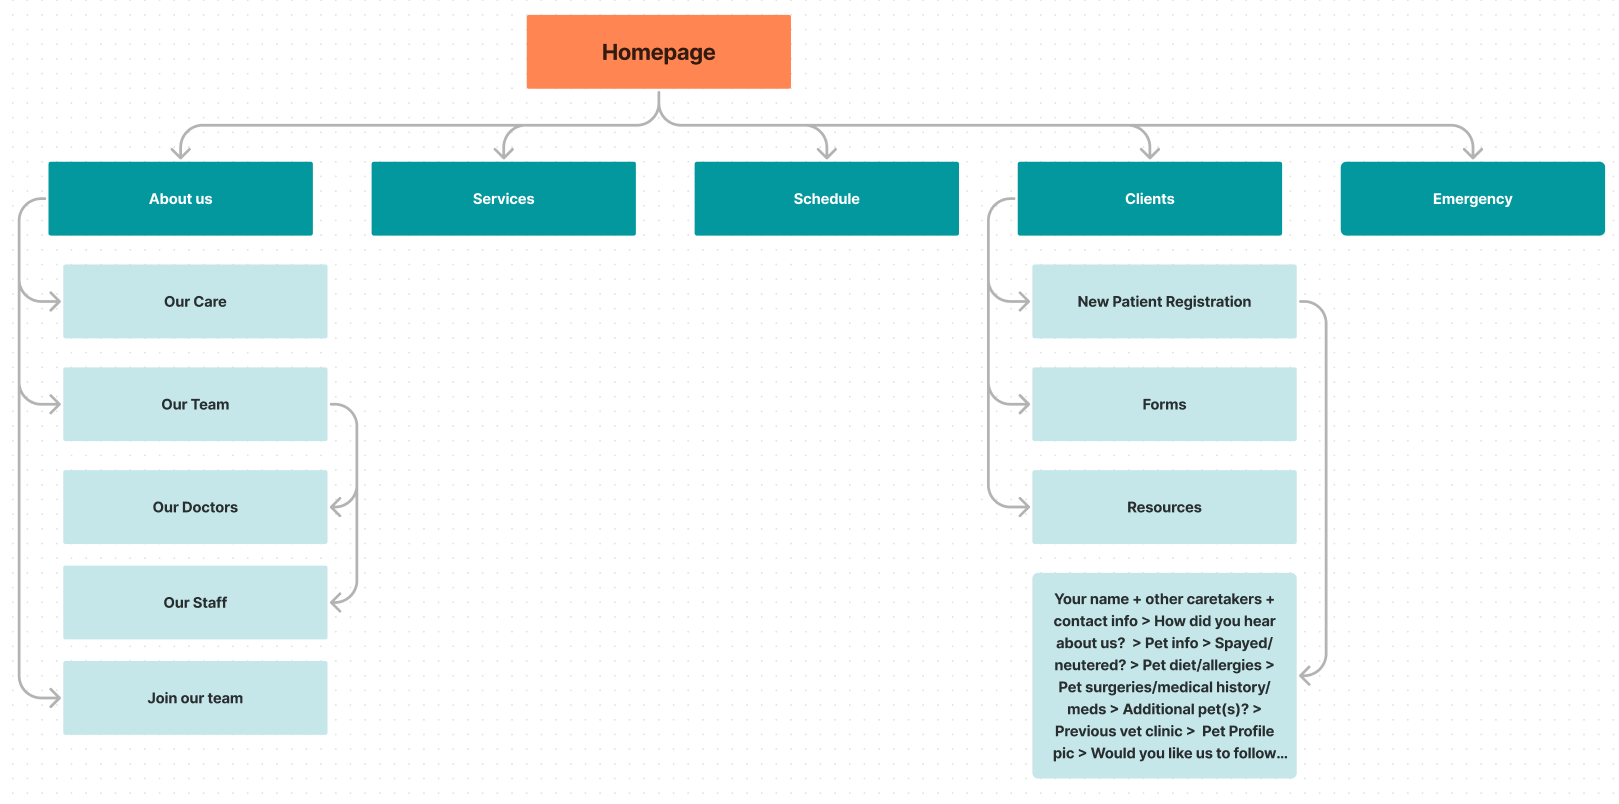 Homepage
About us
Services
Schedule
Clients
Emergency
Our Care
Our Team
Our Doctors
Our Staff
Join our team
New Patient Registration
Forms
Resources
Your name + other caretakers +
contact info > How did you hear
about us?  > Pet info > Spayed/
neutered? > Pet diet/allergies >
Pet surgeries/medical history/
meds > Additional pet(s)? >
Previous vet clinic >  Pet Profile
pic > Would you like us to follow...